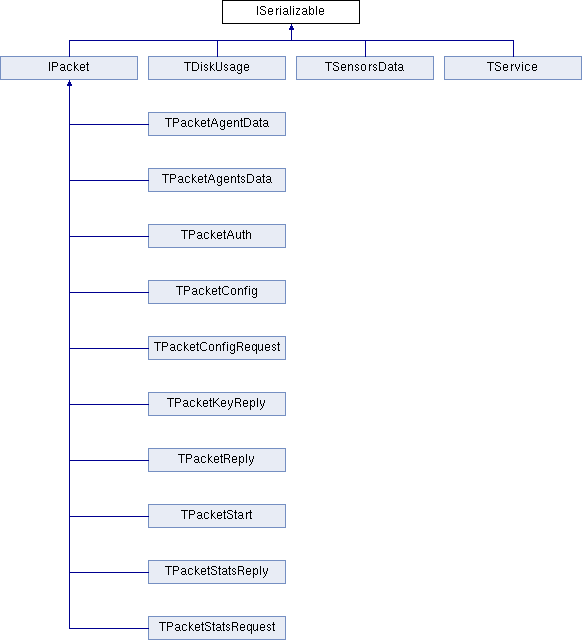 ISerializable
IPacket
TDiskUsage
TSensorsData
TService
TPacketAgentData
TPacketAgentsData
TPacketAuth
TPacketConfig
TPacketConfigRequest
TPacketKeyReply
TPacketReply
TPacketStart
TPacketStatsReply
TPacketStatsRequest